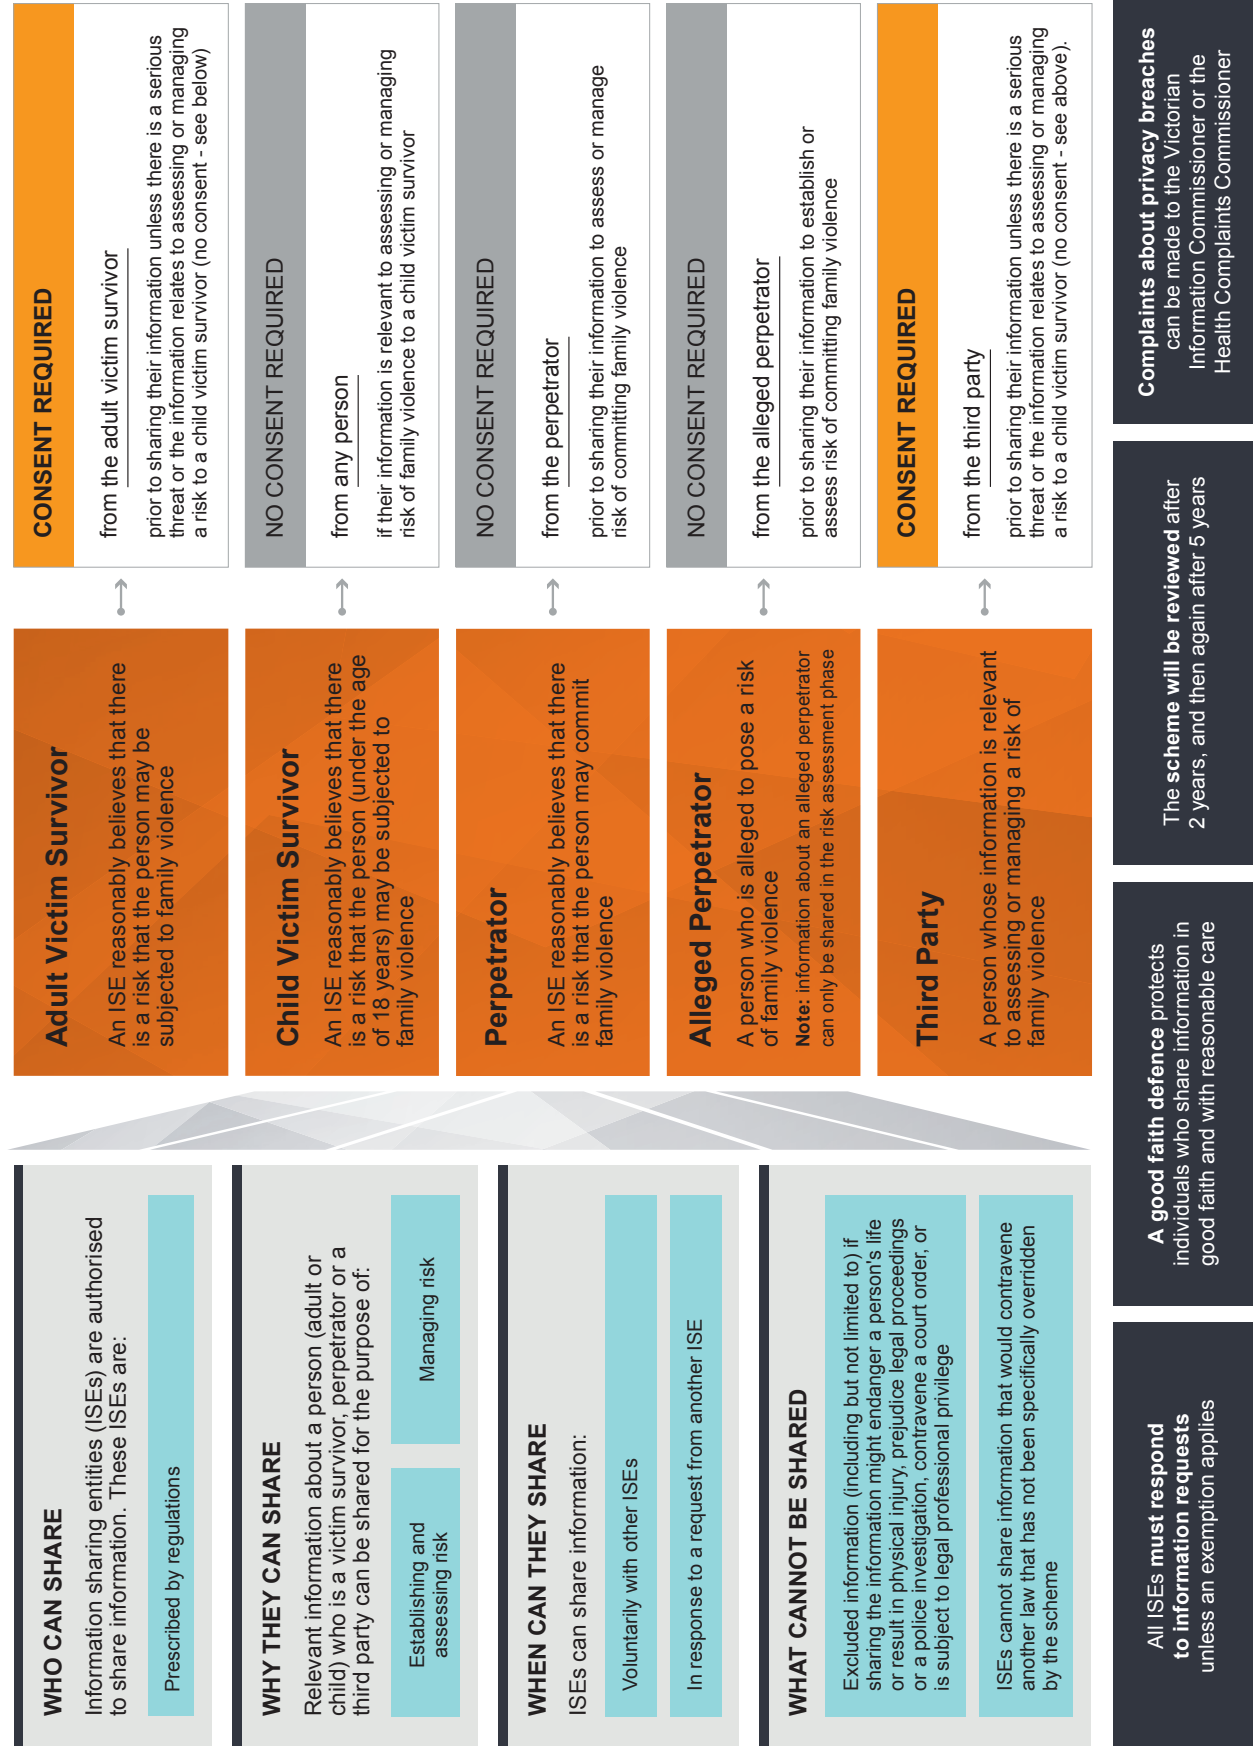 WHO CAN SHARE
Information sharing entities (ISEs) are authorised
to share information. These ISEs are:
Prescribed by regulations
WHY THEY CAN SHARE
Relevant information about a person (adult or
child) who is a victim survivor, perpetrator or a
third party can be shared for the purpose of:
Establishing and
assessing risk
Managing risk
WHEN CAN THEY SHARE
ISEs can share information:
Voluntarily with other ISEs
In response to a request from another ISE
WHAT CANNOT BE SHARED
Excluded information (including but not limited to) if
sharing the information might endanger a person's life
or result in physical injury, prejudice legal proceedings
or a police investigation, contravene a court order, or
is subject to legal professional privilege
ISEs cannot share information that would contravene
another law that has not been specifically overridden
by the scheme
Adult Victim Survivor
An ISE reasonably believes that there
is a risk that the person may be
subjected to family violence
CONSENT REQUIRED
from the adult victim survivor
prior to sharing their information unless there is a serious
threat or the information relates to assessing or managing
a risk to a child victim survivor (no consent - see below)
Child Victim Survivor
An ISE reasonably believes that there
is a risk that the person (under the age
of 18 years) may be subjected to
family violence
NO CONSENT REQUIRED
from any person
if their information is relevant to assessing or managing
risk of family violence to a child victim survivor
Perpetrator
An ISE reasonably believes that there
is a risk that the person may commit
family violence
NO CONSENT REQUIRED
from the perpetrator
prior to sharing their information to assess or manage
risk of committing family violence
Alleged Perpetrator
A person who is alleged to pose a risk
of family violence
Note: information about an alleged perpetrator
can only be shared in the risk assessment phase
NO CONSENT REQUIRED
from the alleged perpetrator
prior to sharing their information to establish or
assess risk of committing family violence
Third Party
A person whose information is relevant
to assessing or managing a risk of
family violence
CONSENT REQUIRED
from the third party
prior to sharing their information unless there is a serious
threat or the information relates to assessing or managing
a risk to a child victim survivor (no consent - see above).
All ISEs must respond
to information requests
unless an exemption applies
A good faith defence protects
individuals who share information in
good faith and with reasonable care
The scheme will be reviewed after
2 years, and then again after 5 years
Complaints about privacy breaches
can be made to the Victorian
Information Commissioner or the
Health Complaints Commissioner